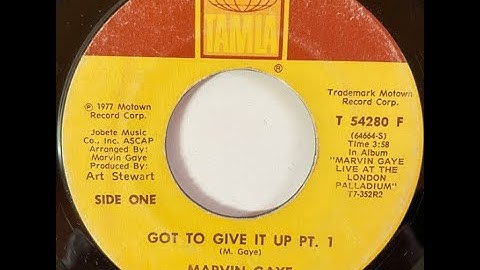 TAMLA
®
℗ 1977 Motown
Record Corp.
Jobete Music
Co., Inc. ASCAP
Arranged By:
Marvin Gaye
Produced By:
Art Stewart
SIDE ONE
Trademark Motown
Record Corp.
T 54280 F
(64664-S)
Time 3:58
In Album
"MARVIN GAYE
LIVE AT THE
LONDON
PALLADIUM"
T7-352R2
GOT TO GIVE IT UP PT. 1
(M. Gaye)
MARVIN GAYE